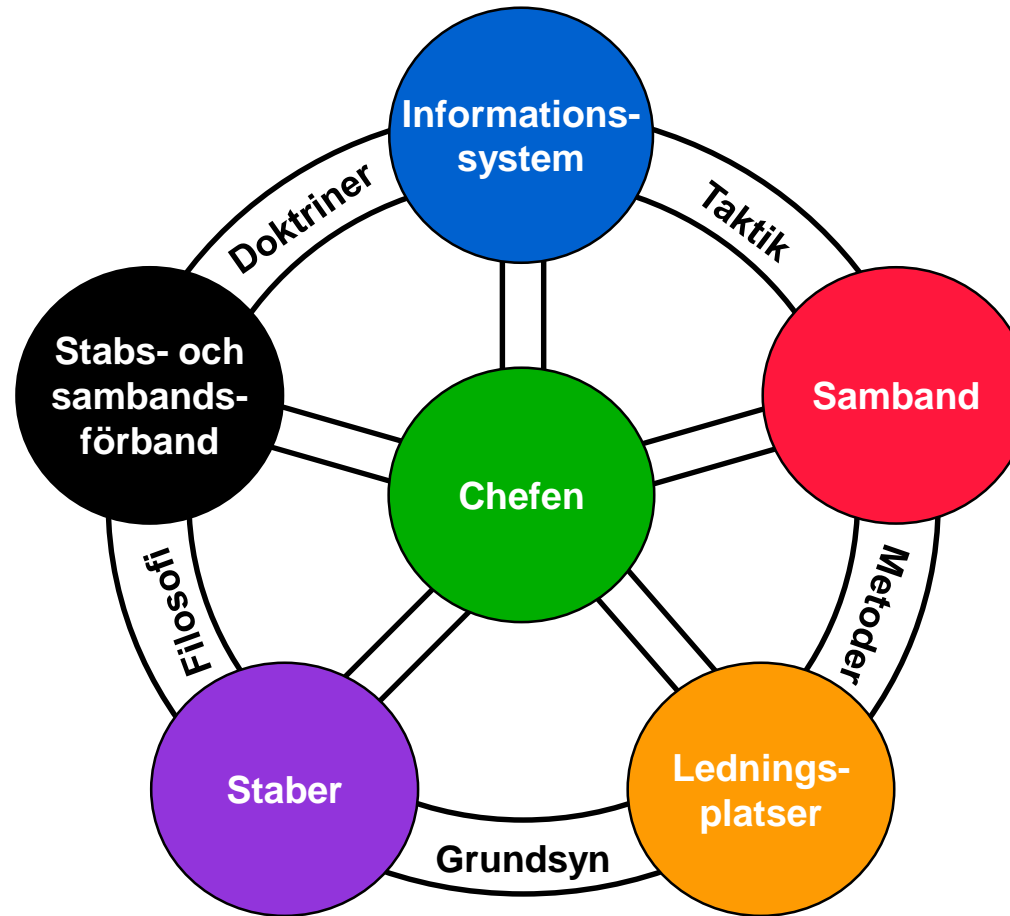 Informations-
system
Doktriner
Taktik
Stabs- och
sambands-
förband
Samband
Chefen
Filosofi
Metoder
Staber
Lednings-
platser
Grundsyn